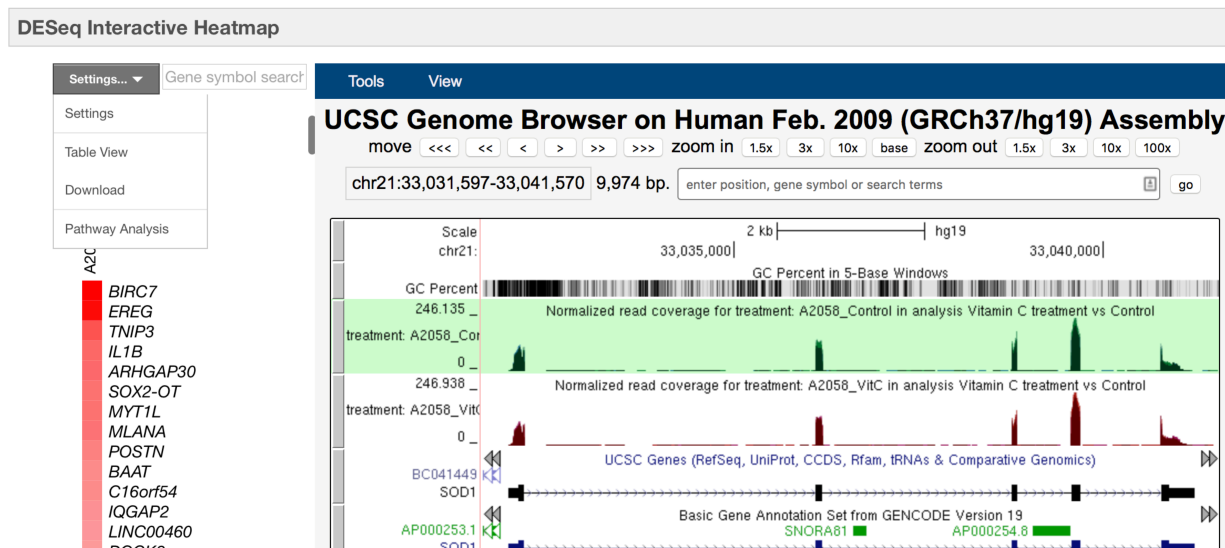 DESeq Interactive Heatmap
Settings...
Gene symbol search
Settings
Table View
Download
Pathway Analysis
BIRC7
EREG
TNIP3
IL1B
ARHGAP30
SOX2-OT
MYT1L
MLANA
POSTN
BAAT
C16orf54
IQGAP2
LINC00460
Tools View
UCSC Genome Browser on Human Feb. 2009 (GRCh37/hg19) Assembly
move <<< << < > >> >>> zoom in 1.5x 3x 10x base zoom out 1.5x 3x 10x 100x
chr21:33,031,597-33,041,570 9,974 bp. enter position, gene symbol or search terms go
Scale 2 kb hg19
chr21: 33,035,000 33,040,000
GC Percent in 5-Base Windows
GC Percent
246.135 _ Normalized read coverage for treatment: A2058_Control in analysis Vitamin C treatment vs Control
treatment: A2058_Cor
0 _
246.938 _ Normalized read coverage for treatment: A2058_VitC in analysis Vitamin C treatment vs Control
treatment: A2058_Vit
0 _
UCSC Genes (RefSeq, UniProt, CCDS, Rfam, tRNAs & Comparative Genomics)
BC041449
SOD1
Basic Gene Annotation Set from GENCODE Version 19
AP000253.1 SNORA81 AP000254.8
SOD1